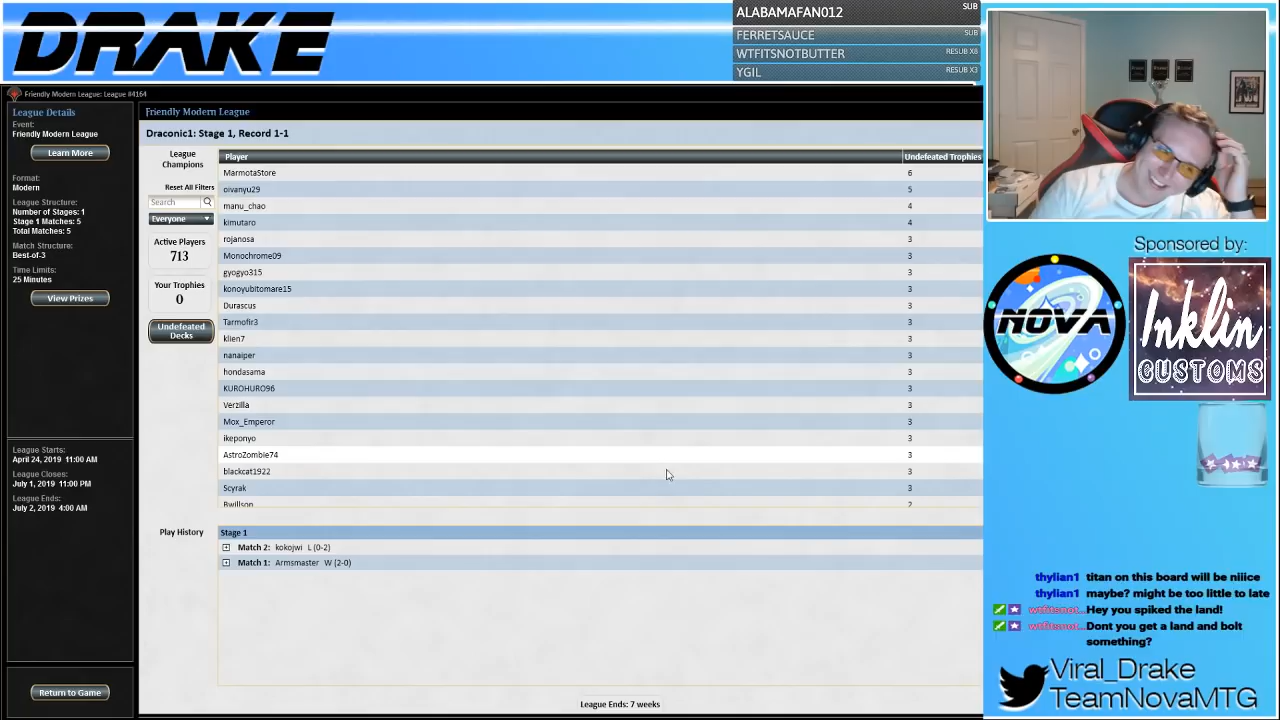 DRAKE
ALABAMAFAN012 SUB
FERRETSAUCE SUB
WTFITSNOTBUTTER RESUB X8
YGIL RESUB X3
Friendly Modern League: League #4164
League Details
Event:
Friendly Modern League
Learn More
Format:
Modern
League Structure:
Number of Stages: 1
Stage 1 Matches: 5
Total Matches: 5
Match Structure:
Best-of-3
Time Limits:
25 Minutes
View Prizes
League Starts:
April 24, 2019 11:00 AM
League Closes:
July 1, 2019 11:00 PM
League Ends:
July 2, 2019 4:00 AM
Return to Game
Friendly Modern League
Draconic1: Stage 1, Record 1-1
League
Champions
Reset All Filters
Search
Everyone
Active Players
713
Your Trophies
0
Undefeated
Decks
Player Undefeated Trophies
MarmotaStore 6
oivanyu29 5
manu_chao 4
kimutaro 4
rojanosa 3
Monochrome09 3
gyogyo315 3
konoyubitomare15 3
Durascus 3
Tarmofir3 3
klien7 3
nanaiper 3
hondasama 3
KUROHURO96 3
Verzilla 3
Mox_Emperor 3
ikeponyo 3
AstroZombie74 3
blackcat1922 3
Scyrak 3
Bwillson 2
Play History
Stage 1
Match 2: kokojwi L (0-2)
Match 1: Armsmaster W (2-0)
League Ends: 7 weeks
Sponsored by:
NOVA
Inklin
CUSTOMS
thylian1 titan on this board will be niiice
thylian1 maybe? might be too little to late
wtfitsnot.. Hey you spiked the land!
wtfitsnot.. Dont you get a land and bolt
something?
Viral_Drake
TeamNovaMTG